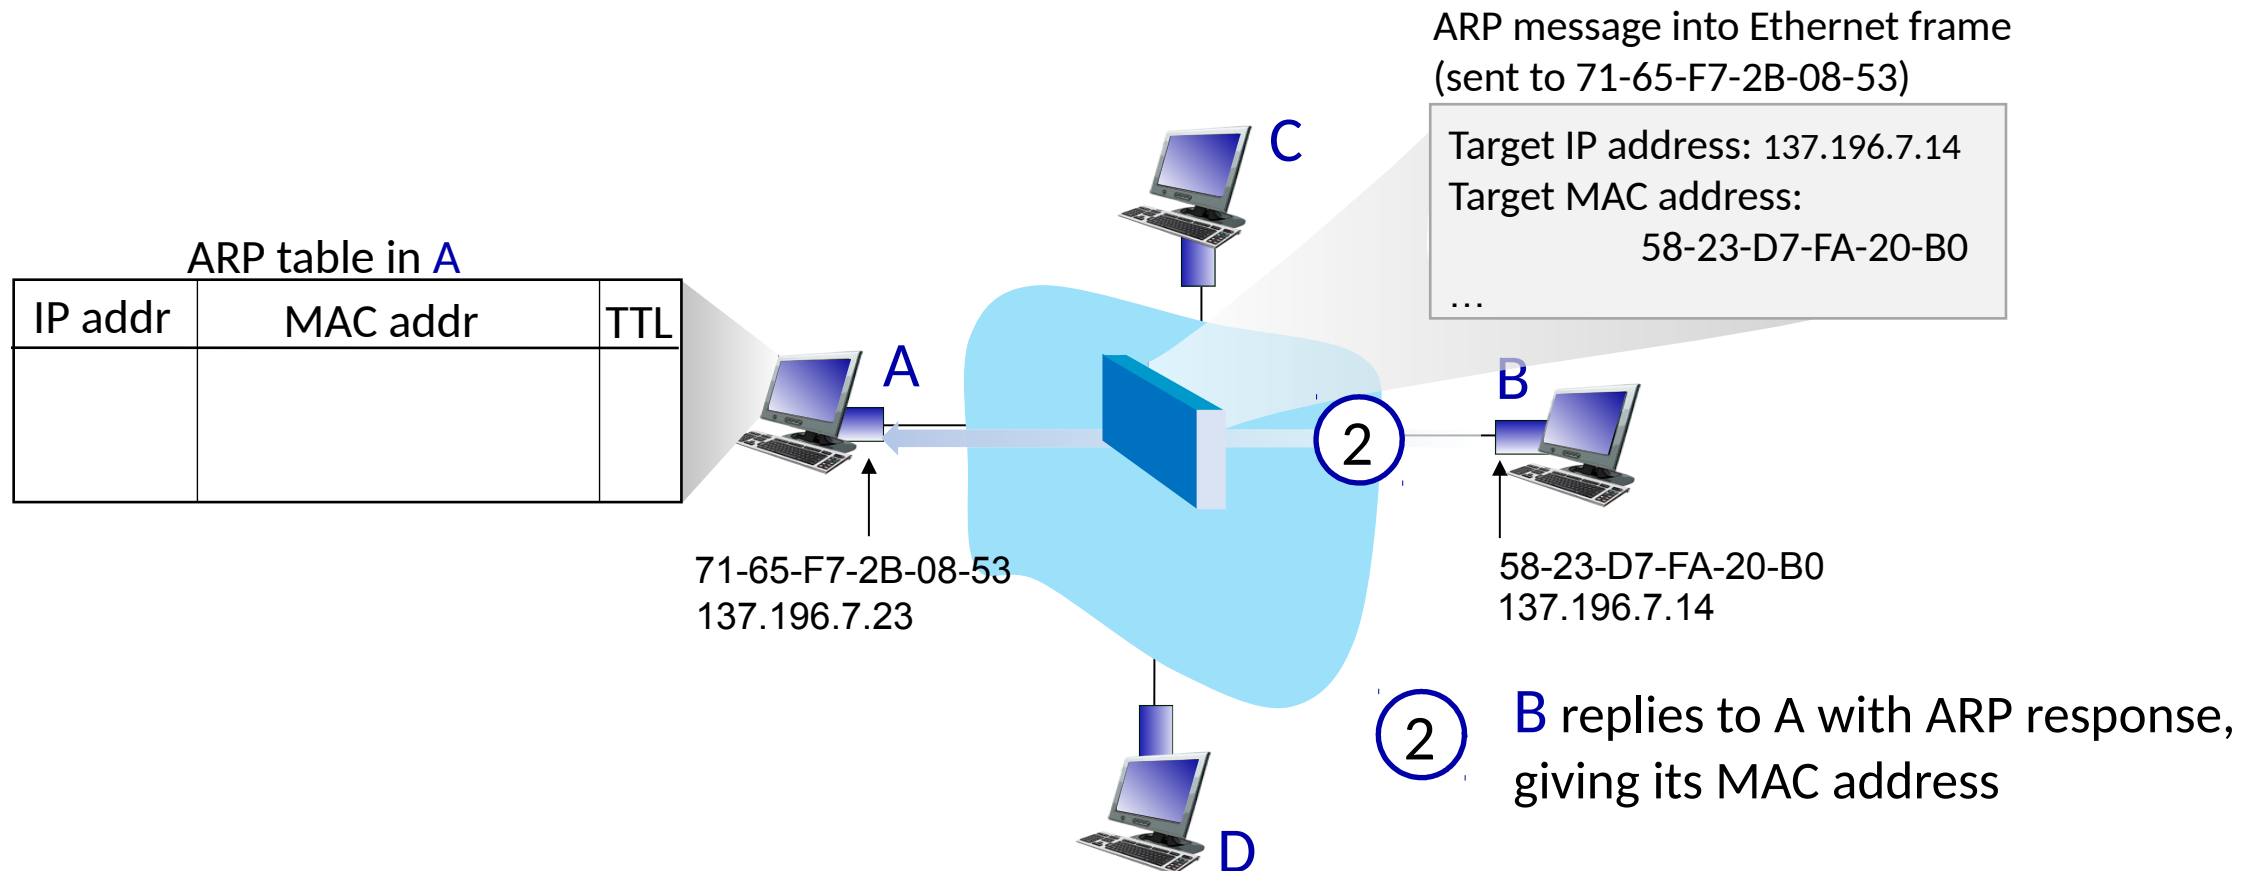 ARP message into Ethernet frame
(sent to 71-65-F7-2B-08-53)
Target IP address: 137.196.7.14
Target MAC address:
58-23-D7-FA-20-B0
...
C
ARP table in A
IP addr MAC addr TTL
A
B
2
71-65-F7-2B-08-53
137.196.7.23
58-23-D7-FA-20-B0
137.196.7.14
2
B replies to A with ARP response,
giving its MAC address
D